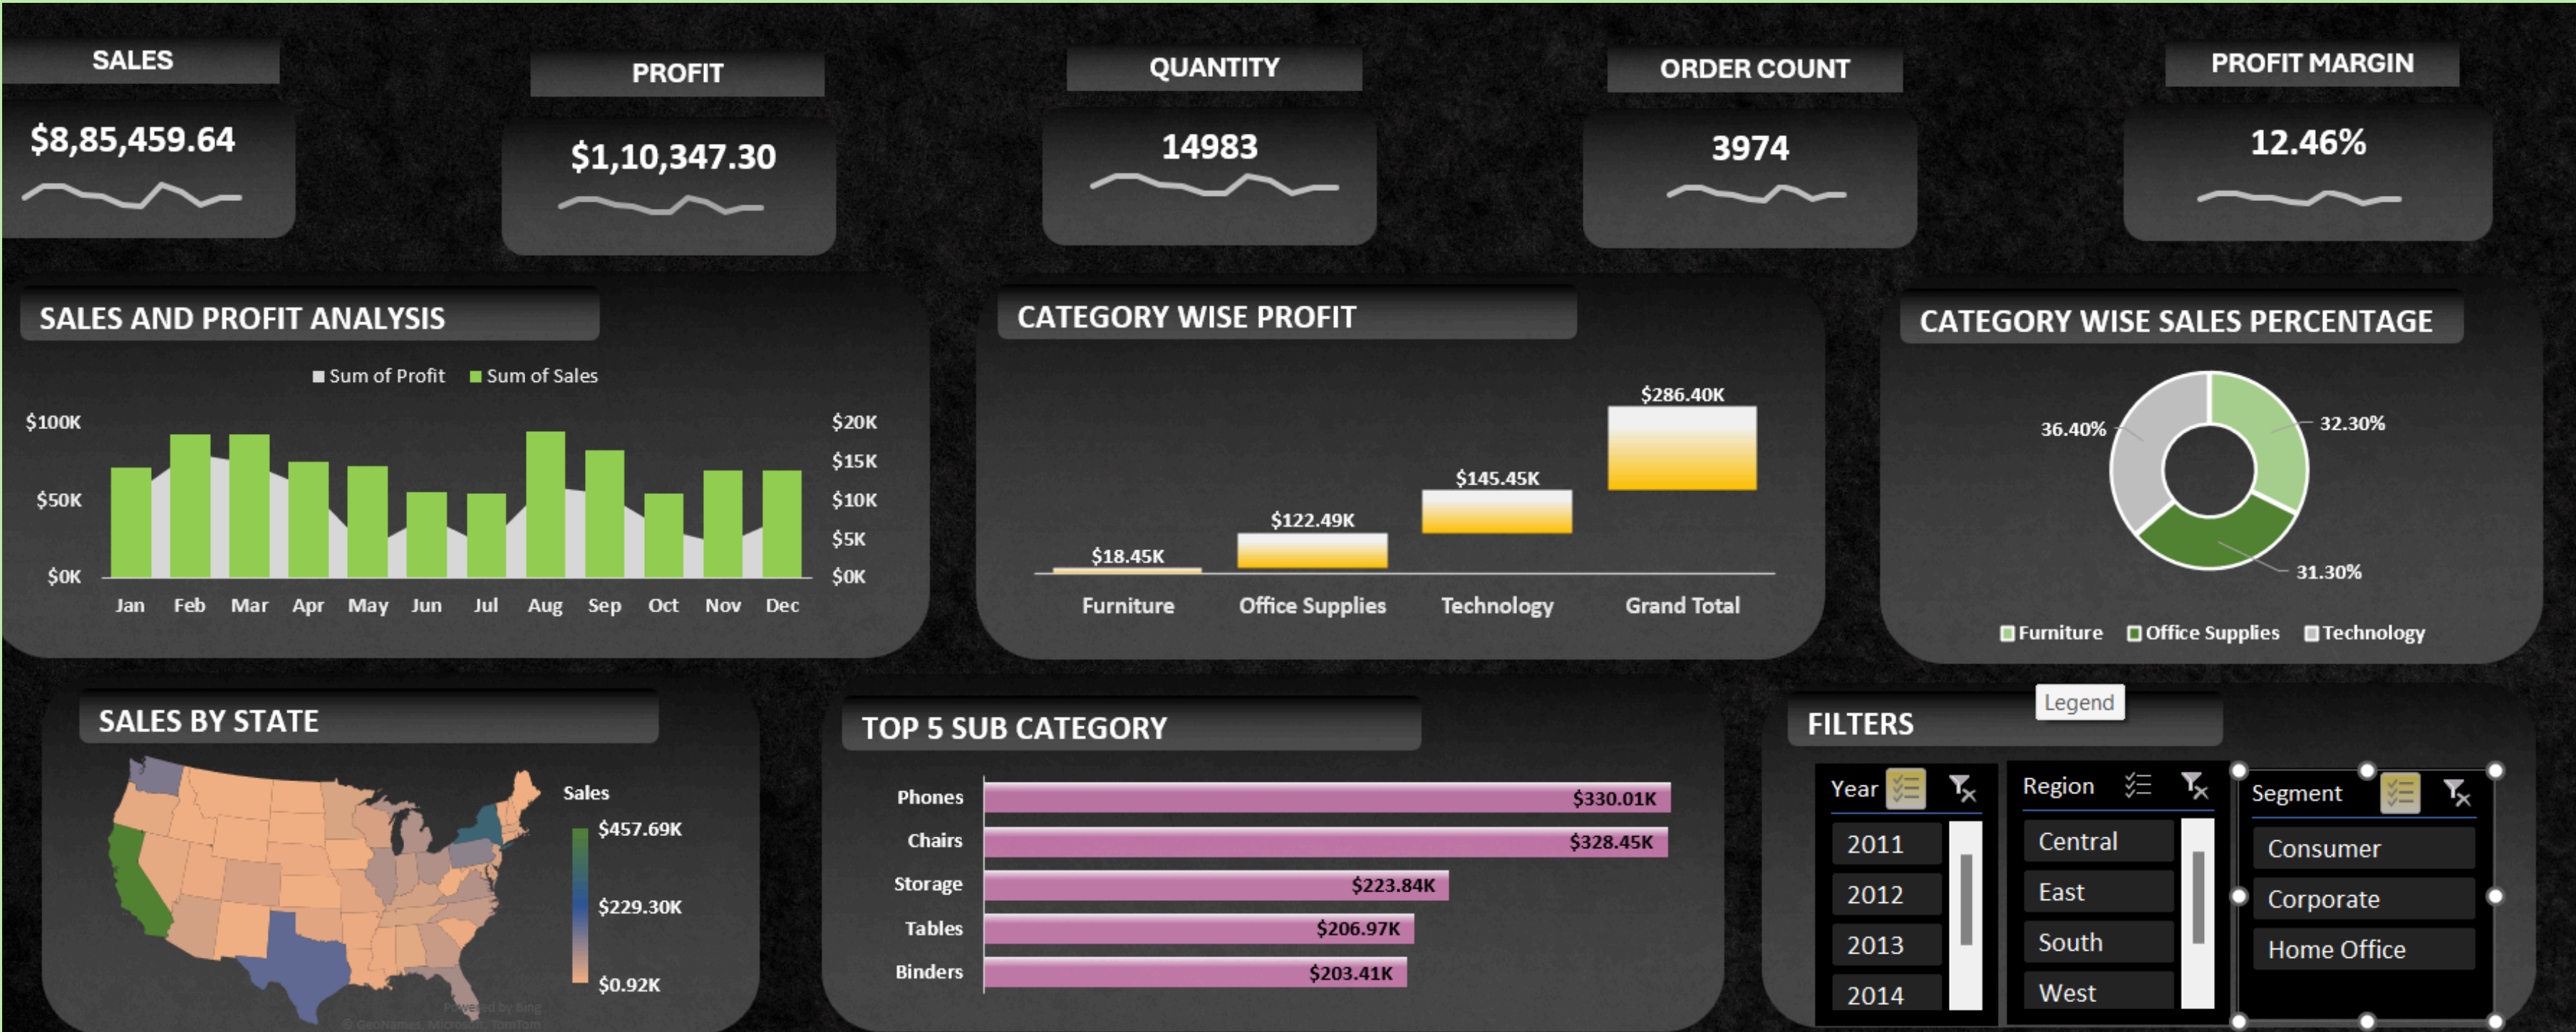 SALES
PROFIT
QUANTITY
ORDER COUNT
PROFIT MARGIN
$8,85,459.64
$1,10,347.30
14983
3974
12.46%
SALES AND PROFIT ANALYSIS
Sum of Profit Sum of Sales
$100K
$50K
$0K
$20K
$15K
$10K
$5K
$0K
Jan Feb Mar Apr May Jun Jul Aug Sep Oct Nov Dec
CATEGORY WISE PROFIT
$18.45K
$122.49K
$145.45K
$286.40K
Furniture Office Supplies Technology Grand Total
CATEGORY WISE SALES PERCENTAGE
36.40%
32.30%
31.30%
Furniture Office Supplies Technology
SALES BY STATE
Sales
$457.69K
$229.30K
$0.92K
Powered by Bing
© GeoNames, Microsoft, TomTom
TOP 5 SUB CATEGORY
Phones $330.01K
Chairs $328.45K
Storage $223.84K
Tables $206.97K
Binders $203.41K
Legend
FILTERS
Year
2011
2012
2013
2014
Region
Central
East
South
West
Segment
Consumer
Corporate
Home Office